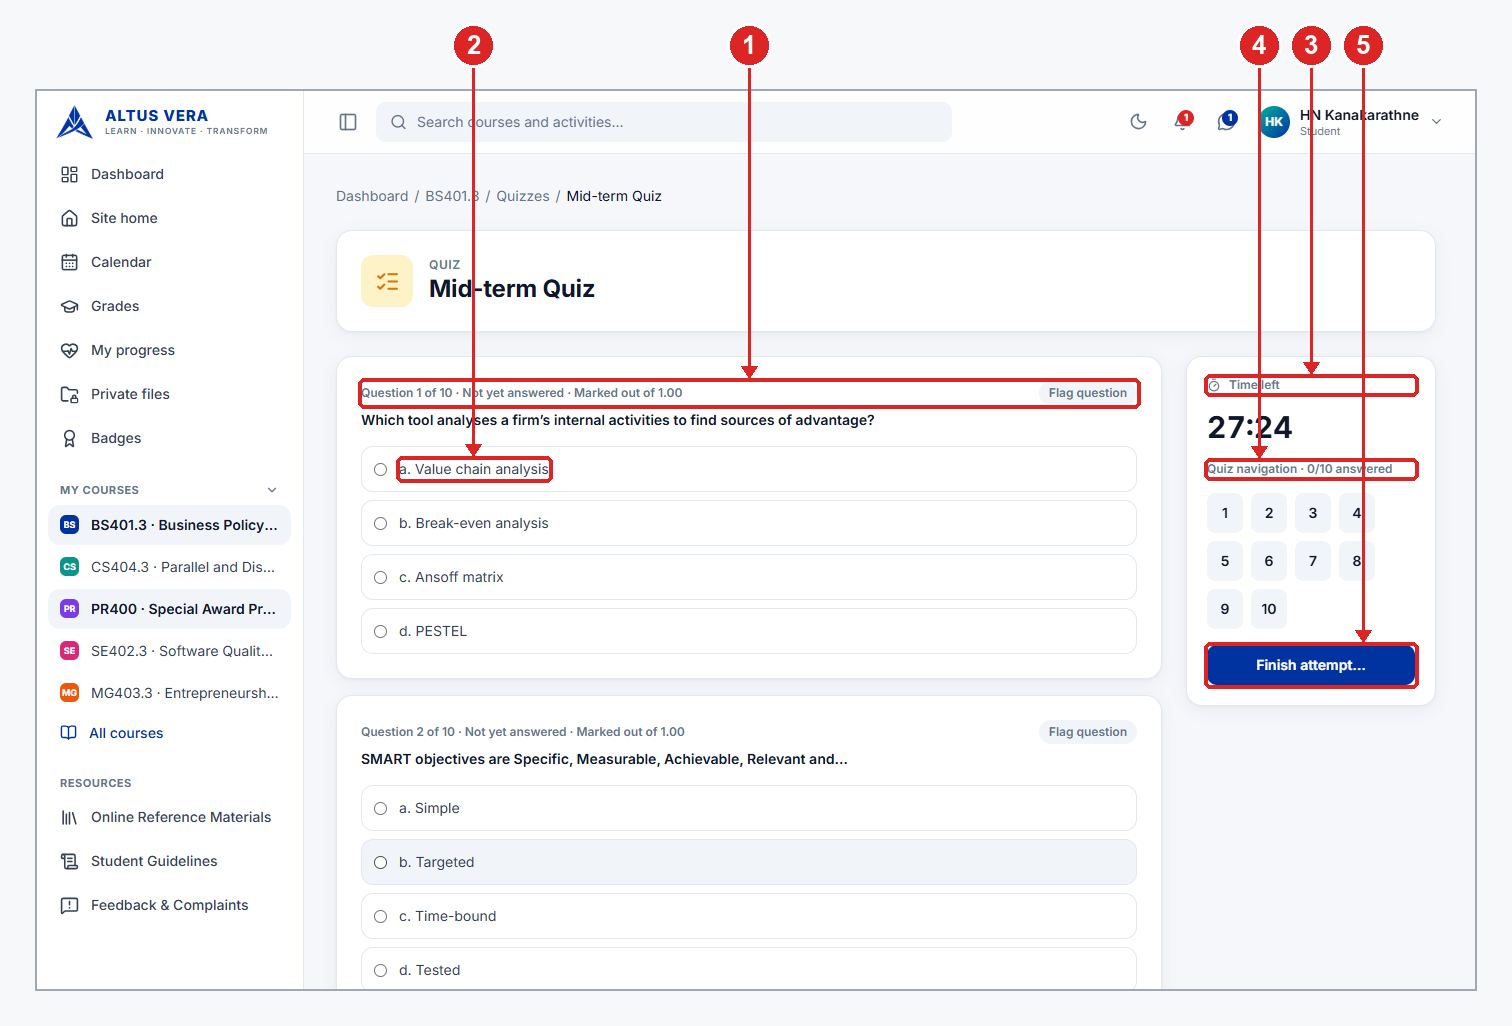 2
1
4
3
5
ALTUS VERA
LEARN · INNOVATE · TRANSFORM
Search courses and activities...
1
1
HK
HN Kanakarathne
Student
Dashboard
Site home
Calendar
Grades
My progress
Private files
Badges
MY COURSES
BS
BS401.3 · Business Policy...
CS
CS404.3 · Parallel and Dis...
PR
PR400 · Special Award Pr...
SE
SE402.3 · Software Qualit...
MG
MG403.3 · Entrepreneursh...
All courses
RESOURCES
Online Reference Materials
Student Guidelines
Feedback & Complaints
Dashboard / BS401.3 / Quizzes / Mid-term Quiz
QUIZ
Mid-term Quiz
Question 1 of 10 · Not yet answered · Marked out of 1.00
Flag question
Which tool analyses a firm’s internal activities to find sources of advantage?
a. Value chain analysis
b. Break-even analysis
c. Ansoff matrix
d. PESTEL
Question 2 of 10 · Not yet answered · Marked out of 1.00
Flag question
SMART objectives are Specific, Measurable, Achievable, Relevant and...
a. Simple
b. Targeted
c. Time-bound
d. Tested
Time left
27:24
Quiz navigation · 0/10 answered
1 2 3 4
5 6 7 8
9 10
Finish attempt...